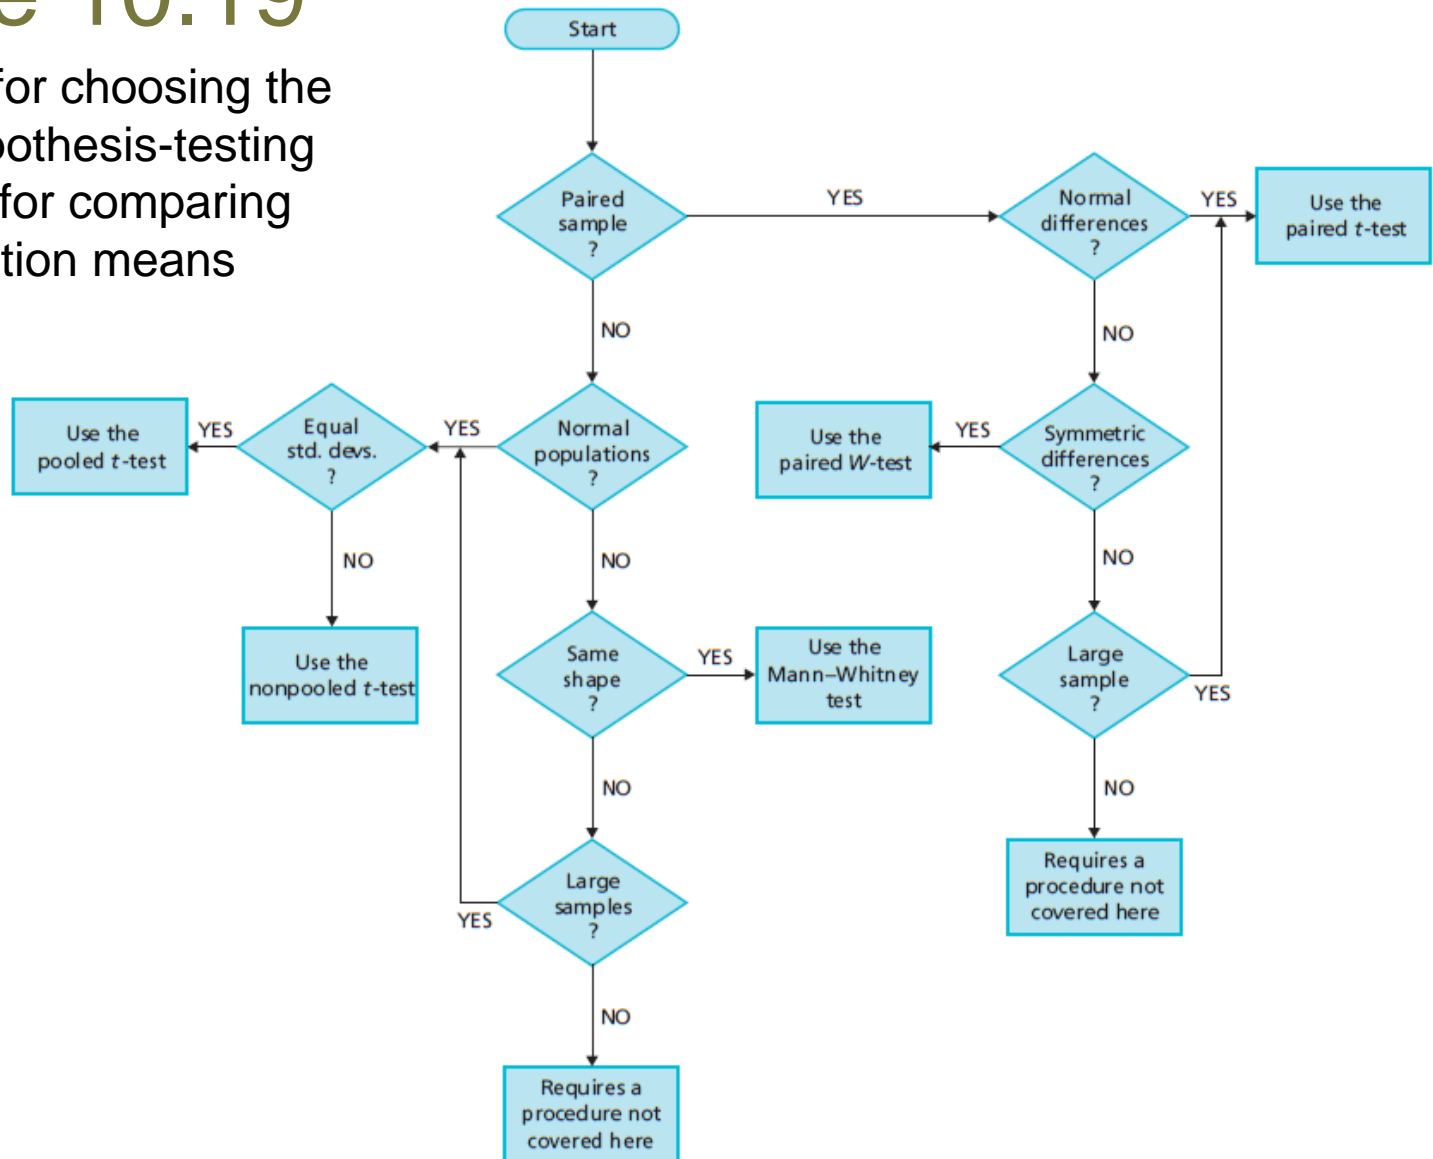 10.19
for choosing the
pothesis-testing
for comparing
tion means
Start
Paired
sample
?
YES
Normal
differences
?
YES
Use the
paired t-test
NO
NO
Use the
pooled t-test
YES
Equal
std. devs.
?
YES
Normal
populations
?
Use the
paired W-test
YES
Symmetric
differences
?
NO
NO
NO
Use the
nonpooled t-test
Same
shape
?
YES
Use the
Mann–Whitney
test
Large
sample
?
YES
NO
NO
Large
samples
?
YES
Requires a
procedure not
covered here
NO
Requires a
procedure not
covered here